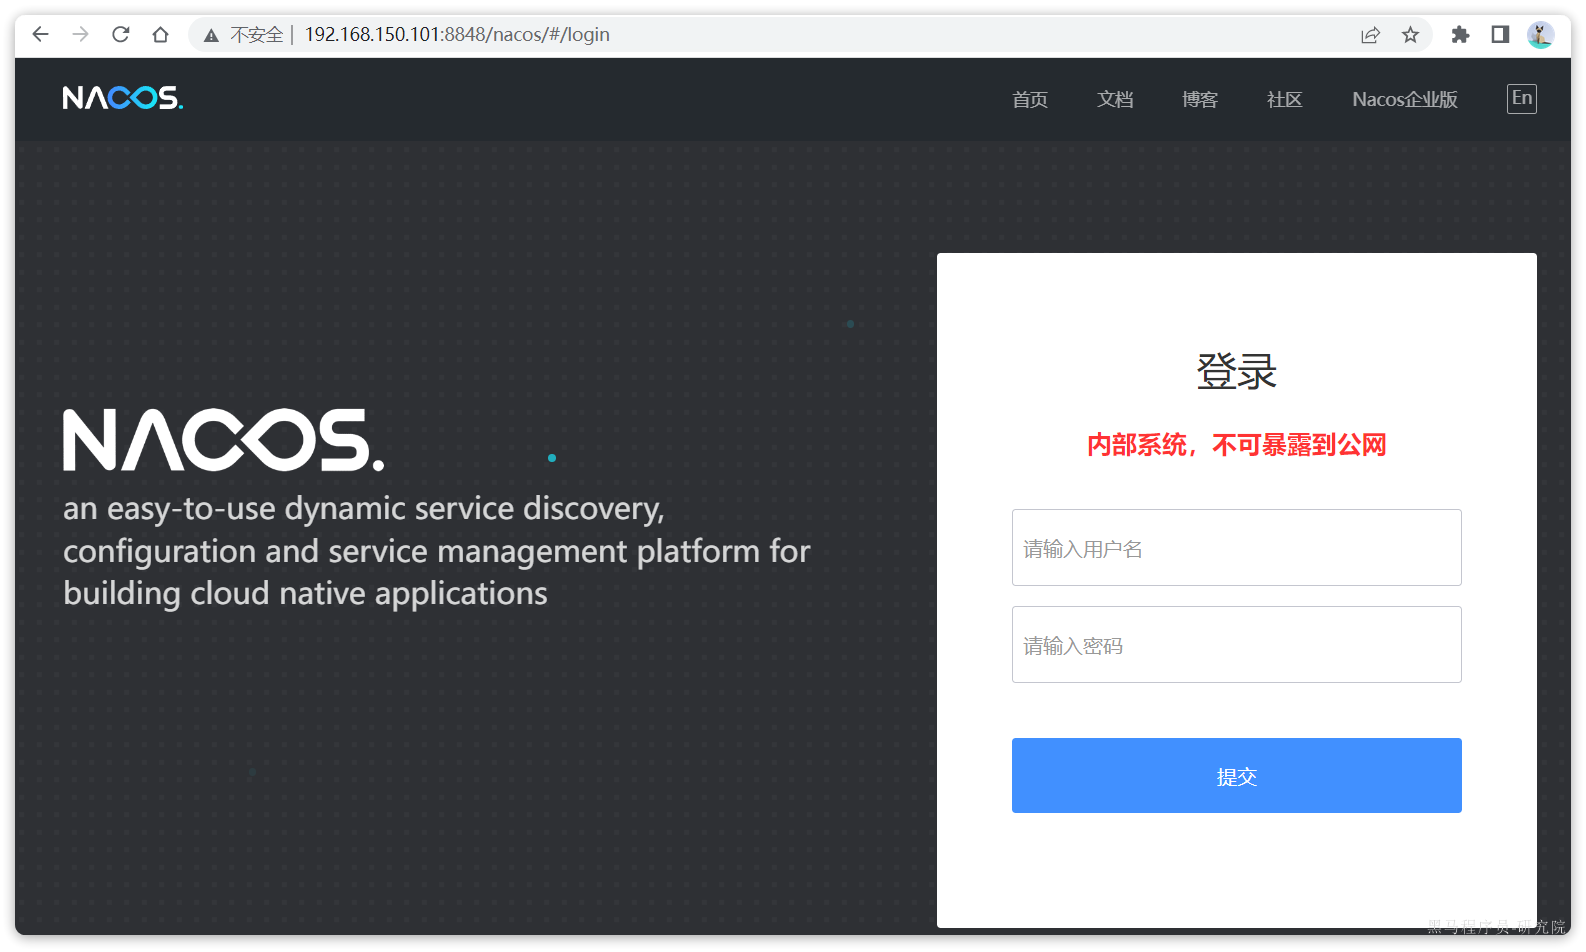 不安全 192.168.150.101:8848/nacos/#/login
NACOS.
首页 文档 博客 社区 Nacos企业版 En
NACOS.
an easy-to-use dynamic service discovery,
configuration and service management platform for
building cloud native applications
登录
内部系统，不可暴露到公网
请输入用户名
请输入密码
提交
黑马程序员-研究院